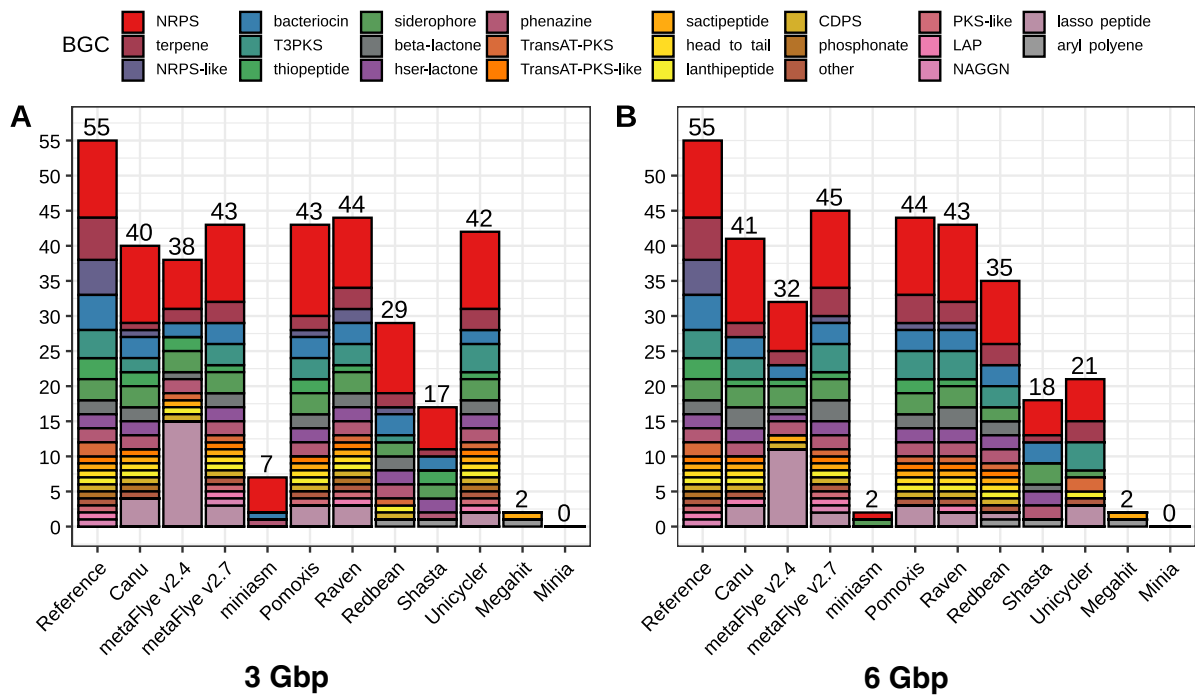 BGC
NRPS
terpene
NRPS-like
bacteriocin
T3PKS
thiopeptide
siderophore
beta-lactone
hser-lactone
phenazine
TransAT-PKS
TransAT-PKS-like
sactipeptide
head to tail
lanthipeptide
CDPS
phosphonate
other
PKS-like
LAP
NAGGN
lasso peptide
aryl polyene
A
55
50
45
40
35
30
25
20
15
10
5
0
55
40
38
43
7
43
44
29
17
42
2
0
Reference
Canu
metaFlye v2.4
metaFlye v2.7
miniasm
Pomoxis
Raven
Redbean
Shasta
Unicycler
Megahit
Minia
3 Gbp
B
55
50
45
40
35
30
25
20
15
10
5
0
55
41
32
45
2
44
43
35
18
21
2
0
Reference
Canu
metaFlye v2.4
metaFlye v2.7
miniasm
Pomoxis
Raven
Redbean
Shasta
Unicycler
Megahit
Minia
6 Gbp